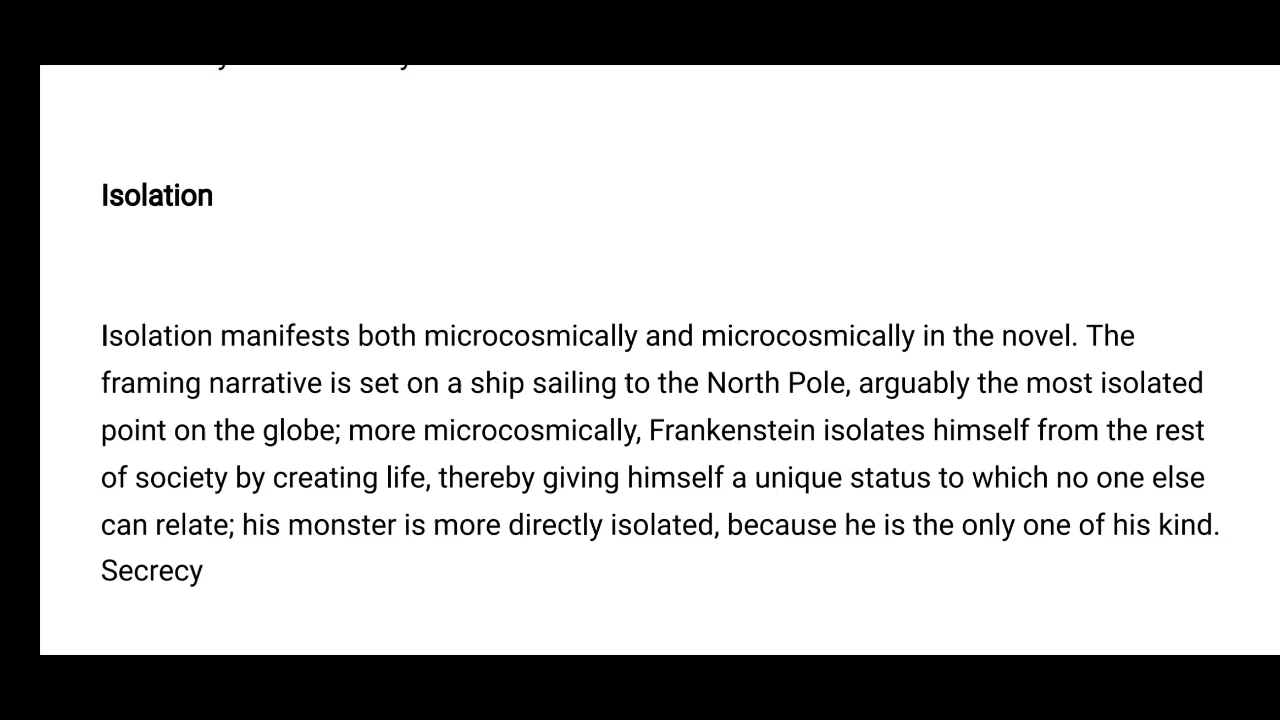 Isolation
Isolation manifests both microcosmically and microcosmically in the novel. The
framing narrative is set on a ship sailing to the North Pole, arguably the most isolated
point on the globe; more microcosmically, Frankenstein isolates himself from the rest
of society by creating life, thereby giving himself a unique status to which no one else
can relate; his monster is more directly isolated, because he is the only one of his kind.
Secrecy